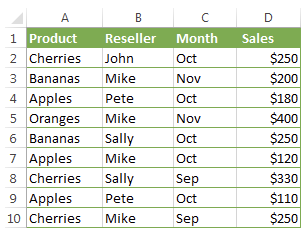 A B C D
1 Product Reseller Month Sales
2 Cherries John Oct $250
3 Bananas Mike Nov $200
4 Apples Pete Oct $180
5 Oranges Mike Nov $400
6 Bananas Sally Oct $250
7 Apples Mike Oct $120
8 Cherries Sally Sep $330
9 Apples Pete Oct $110
10 Cherries Mike Sep $250